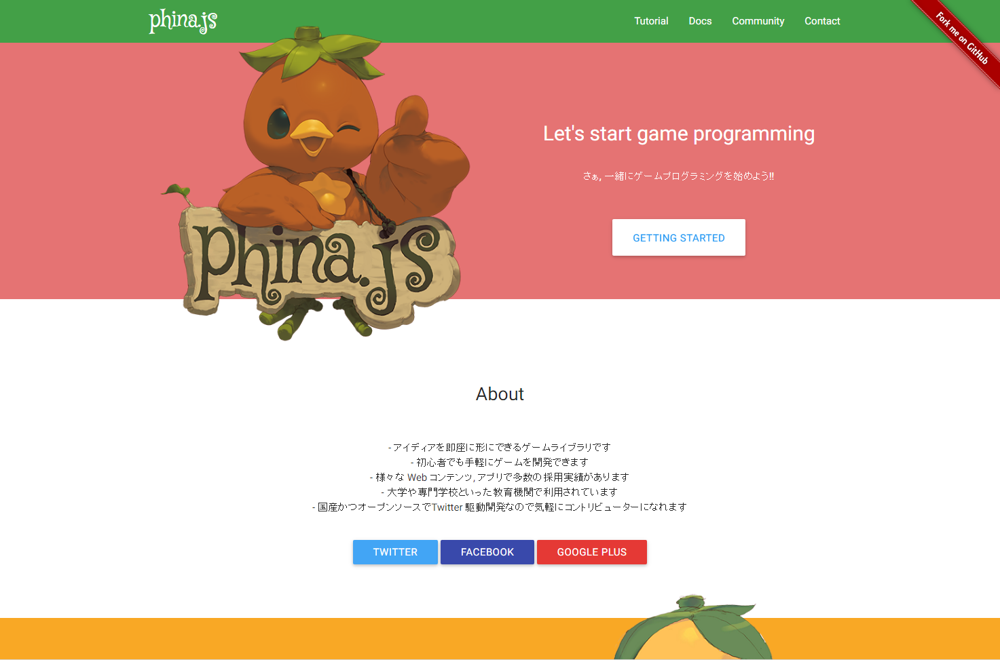 phina.js
Tutorial Docs Community Contact
Fork me on GitHub
Let's start game programming
さぁ, 一緒にゲームプログラミングを始めよう!!
GETTING STARTED
phina.js
About
- アイディアを即座に形にできるゲームライブラリです
- 初心者でも手軽にゲームを開発できます
- 様々な Web コンテンツ, アプリで多数の採用実績があります
- 大学や専門学校といった教育機関で利用されています
- 国産かつオープンソースでTwitter 駆動開発なので気軽にコントリビューターになれます
TWITTER FACEBOOK GOOGLE PLUS